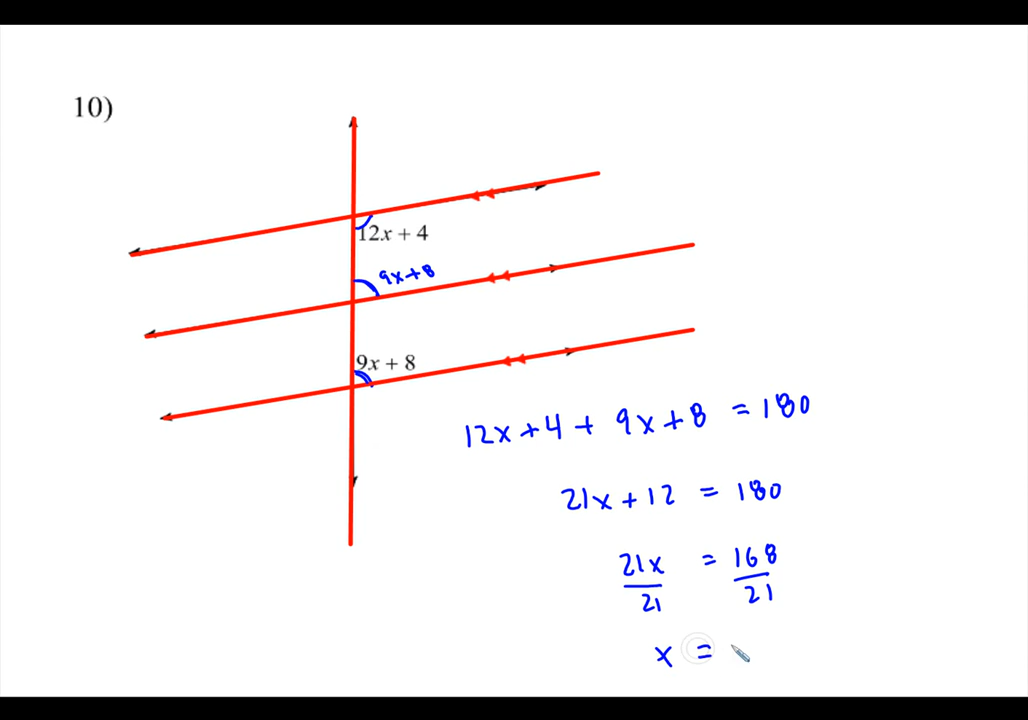 10)
12x + 4
9x+8
9x + 8
12x+4 + 9x+8 = 180
21x + 12 = 180
21x = 168
21 21
x =